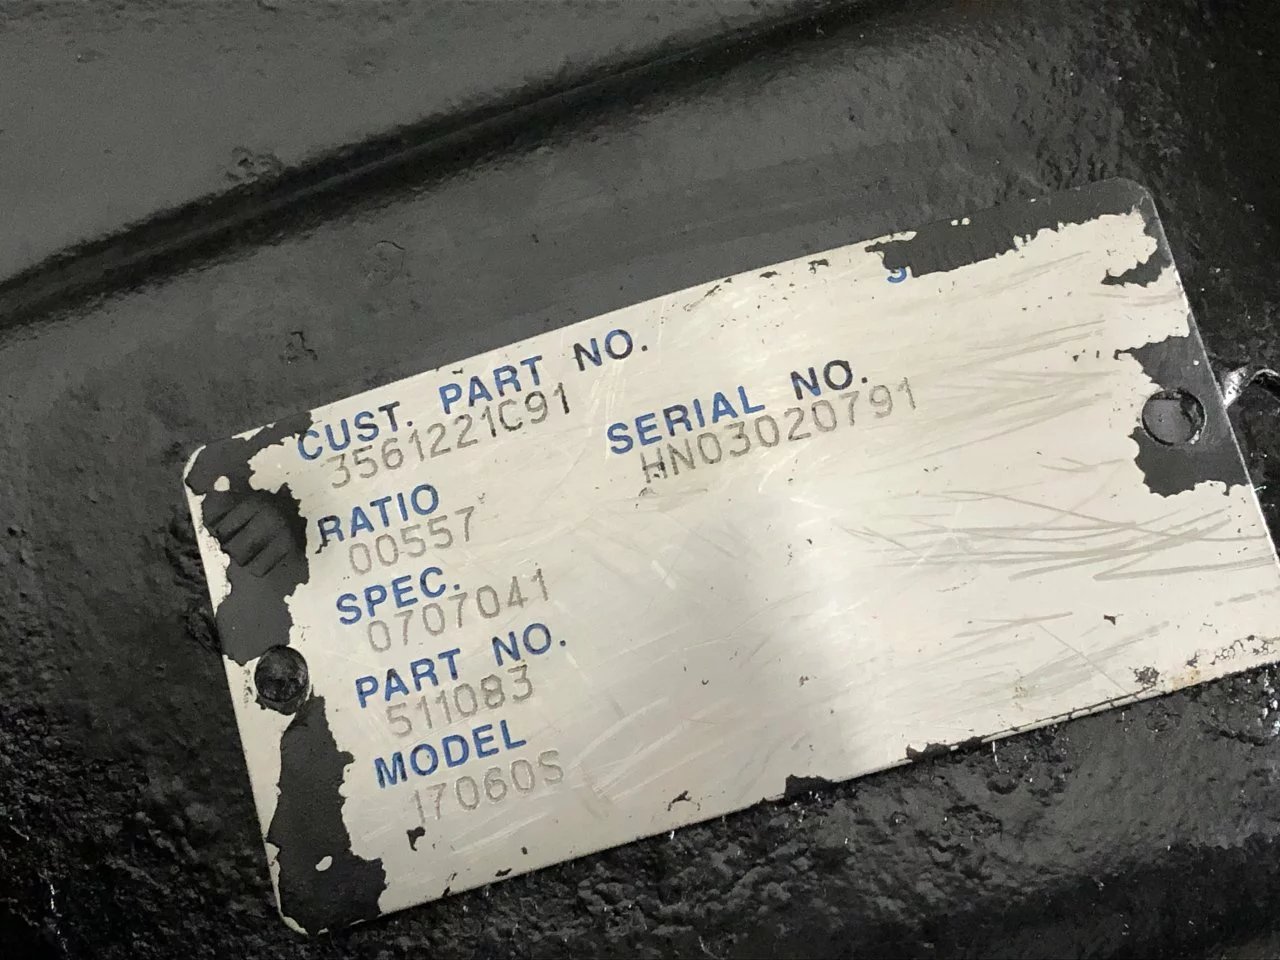 CUST. PART NO.
3561221C91
SERIAL NO.
HN03020791
RATIO
00557
SPEC.
0707041
PART NO.
511083
MODEL
17060S